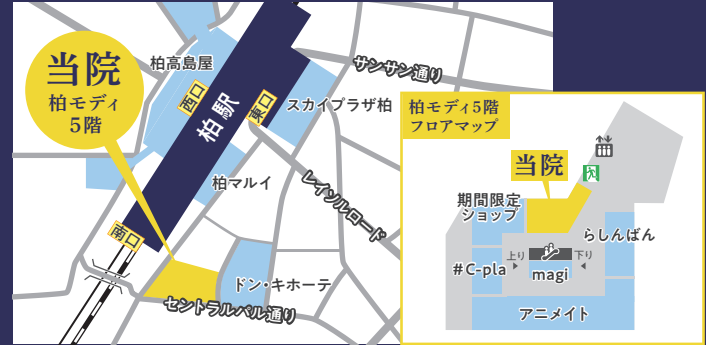 当院
柏モディ
5階
柏高島屋
西口
柏駅
東口
サンサン通り
スカイプラザ柏
柏マルイ
レイソルロード
南口
ドン・キホーテ
セントラルパル通り
柏モディ5階
フロアマップ
当院
期間限定
ショップ
らしんばん
上り
下り
#C-pla
magi
アニメイト